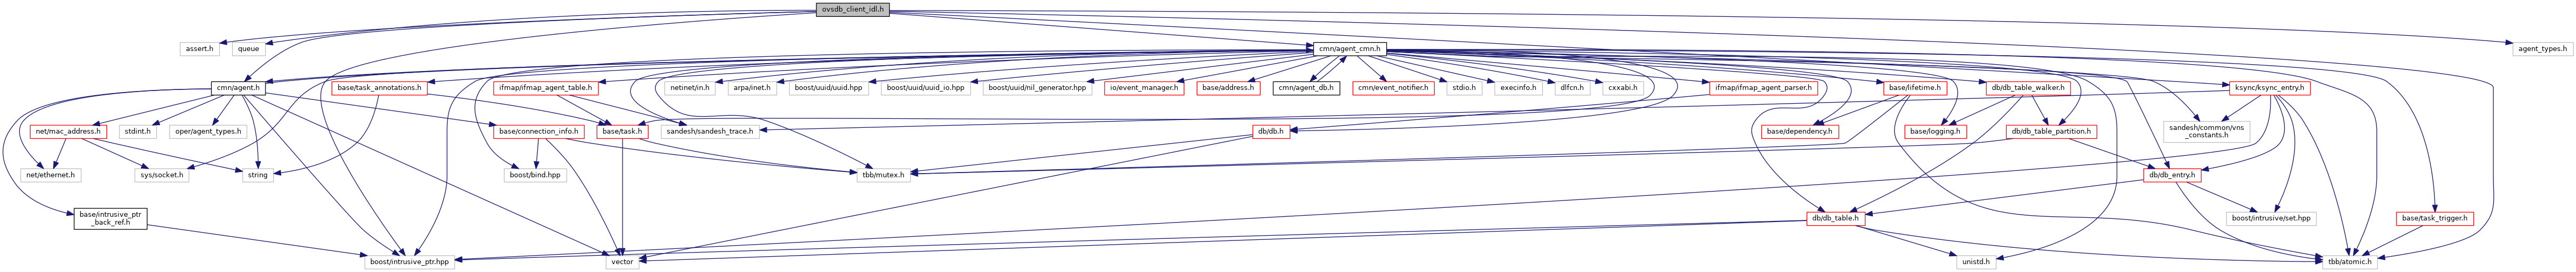 ovsdb_client_idl.h
assert.h
queue
cmn/agent_cmn.h
agent_types.h
cmn/agent.h
base/task_annotations.h
ifmap/ifmap_agent_table.h
netinet/in.h
arpa/inet.h
boost/uuid/uuid.hpp
boost/uuid/uuid_io.hpp
boost/uuid/nil_generator.hpp
io/event_manager.h
base/address.h
cmn/agent_db.h
cmn/event_notifier.h
stdio.h
execinfo.h
dlfcn.h
cxxabi.h
ifmap/ifmap_agent_parser.h
base/lifetime.h
db/db_table_walker.h
ksync/ksync_entry.h
net/mac_address.h
stdint.h
oper/agent_types.h
base/connection_info.h
base/task.h
sandesh/sandesh_trace.h
db/db.h
base/dependency.h
base/logging.h
db/db_table_partition.h
sandesh/common/vns
_constants.h
net/ethernet.h
sys/socket.h
string
boost/bind.hpp
tbb/mutex.h
db/db_entry.h
base/intrusive_ptr
_back_ref.h
db/db_table.h
boost/intrusive/set.hpp
base/task_trigger.h
boost/intrusive_ptr.hpp
vector
unistd.h
tbb/atomic.h